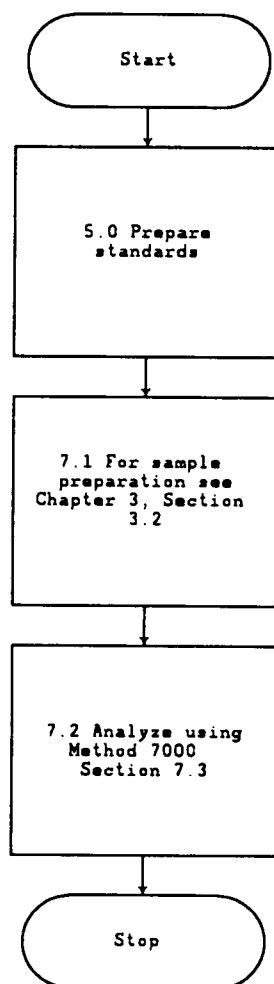 Start
5.0 Prepare
standards
7.1 For sample
preparation see
Chapter 3, Section
3.2
7.2 Analyze using
Method 7000
Section 7.3
Stop